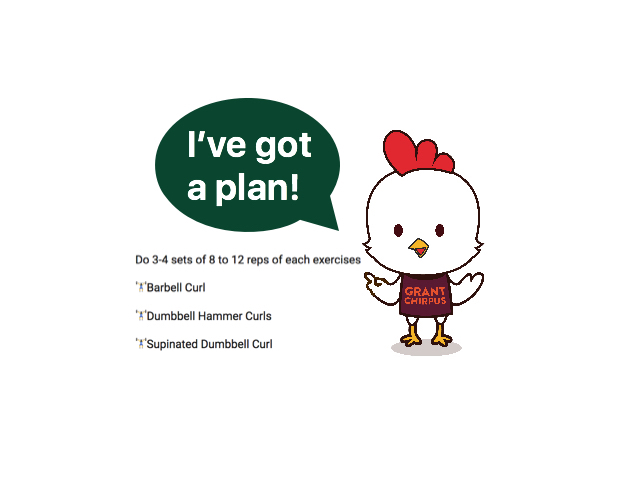 I've got
a plan!
Do 3-4 sets of 8 to 12 reps of each exercises
🏋Barbell Curl
🏋Dumbbell Hammer Curls
🏋Supinated Dumbbell Curl
GRANT
CHIRPUS